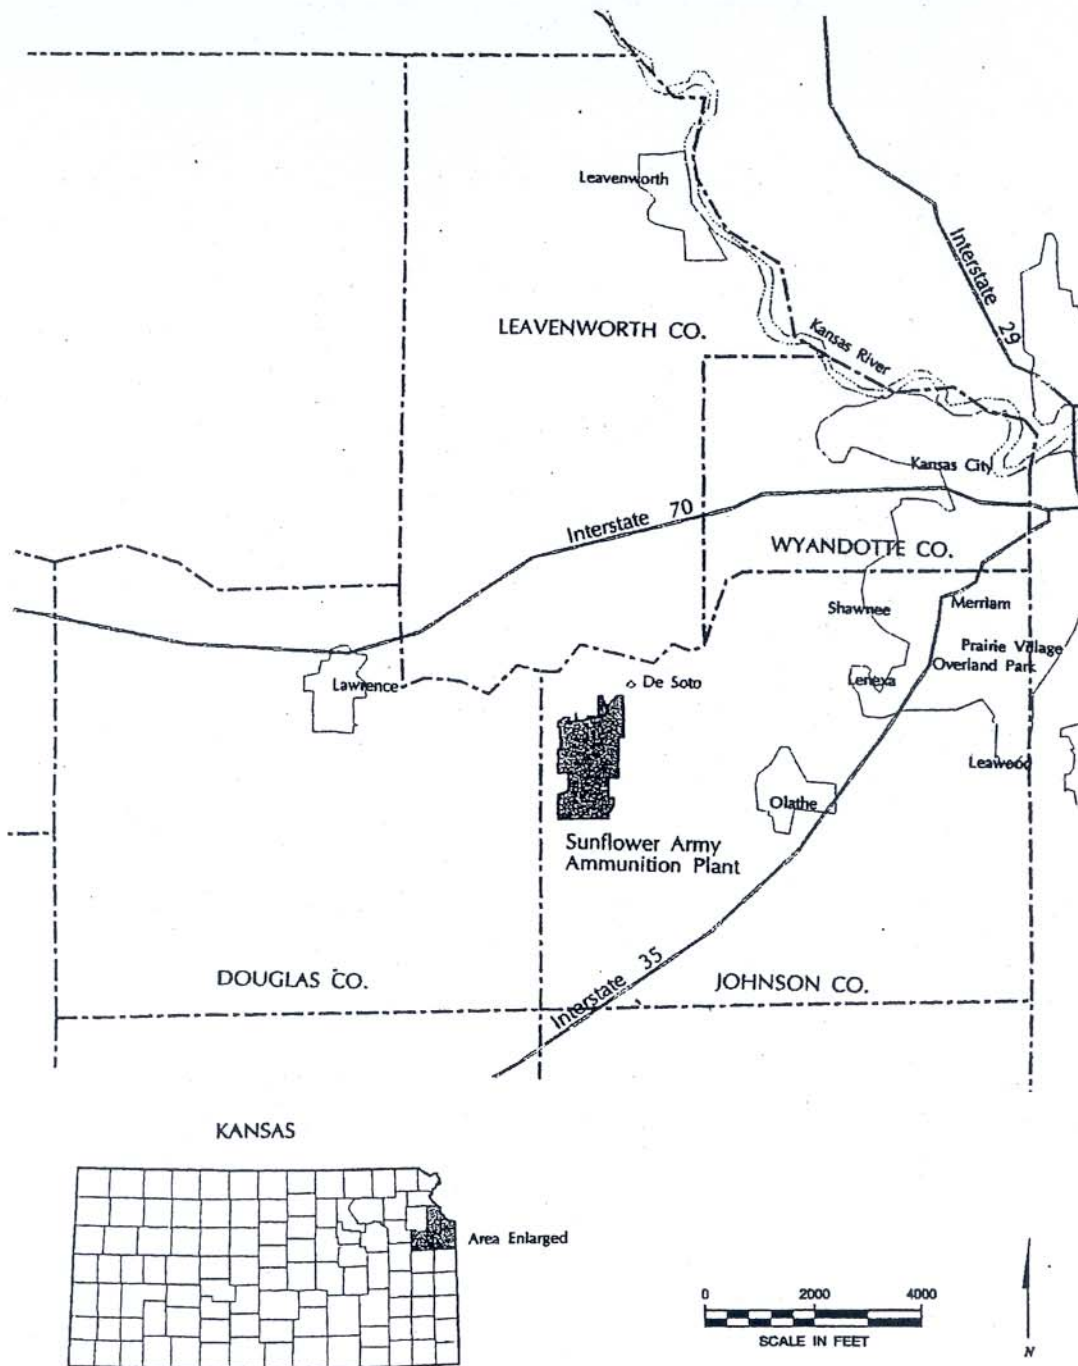 Leavenworth
Interstate 29
LEAVENWORTH CO.
Kansas River
Kansas City
Interstate 70
WYANDOTTE CO.
Shawnee
Merriam
Prairie Village
Overland Park
Lenexa
Lawrence
De Soto
Leawood
Olathe
Sunflower Army
Ammunition Plant
Interstate 35
DOUGLAS CO.
JOHNSON CO.
KANSAS
Area Enlarged
0 2000 4000
SCALE IN FEET
N